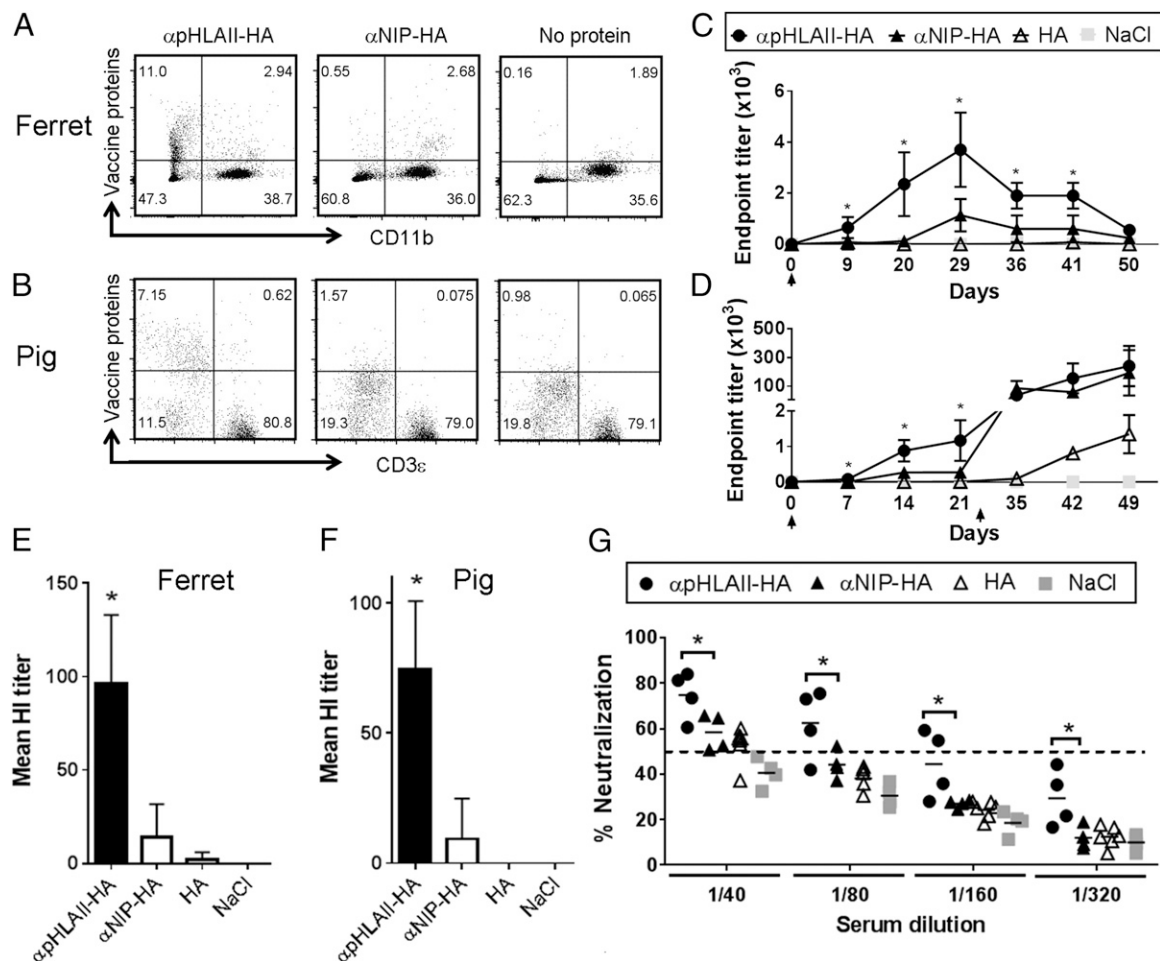 A
αpHLAII-HA
αNIP-HA
No protein
Ferret
Vaccine proteins
11.0
2.94
47.3
38.7
0.55
2.68
60.8
36.0
0.16
1.89
62.3
35.6
CD11b
B
Pig
Vaccine proteins
7.15
0.62
11.5
80.8
1.57
0.075
19.3
79.0
0.98
0.065
19.8
79.1
CD3ε
C
αpHLAII-HA αNIP-HA HA NaCl
Endpoint titer (x10³)
6
4
2
0
* * * * *
0 9 20 29 36 41 50
Days
D
Endpoint titer (x10³)
500
300
100
2
1
0
* * *
0 7 14 21 35 42 49
Days
E
Ferret
Mean HI titer
150
100
50
0
*
αpHLAII-HA
αNIP-HA
HA
NaCl
F
Pig
Mean HI titer
100
50
0
*
αpHLAII-HA
αNIP-HA
HA
NaCl
G
αpHLAII-HA αNIP-HA HA NaCl
% Neutralization
100
80
60
40
20
0
* * * *
1/40 1/80 1/160 1/320
Serum dilution